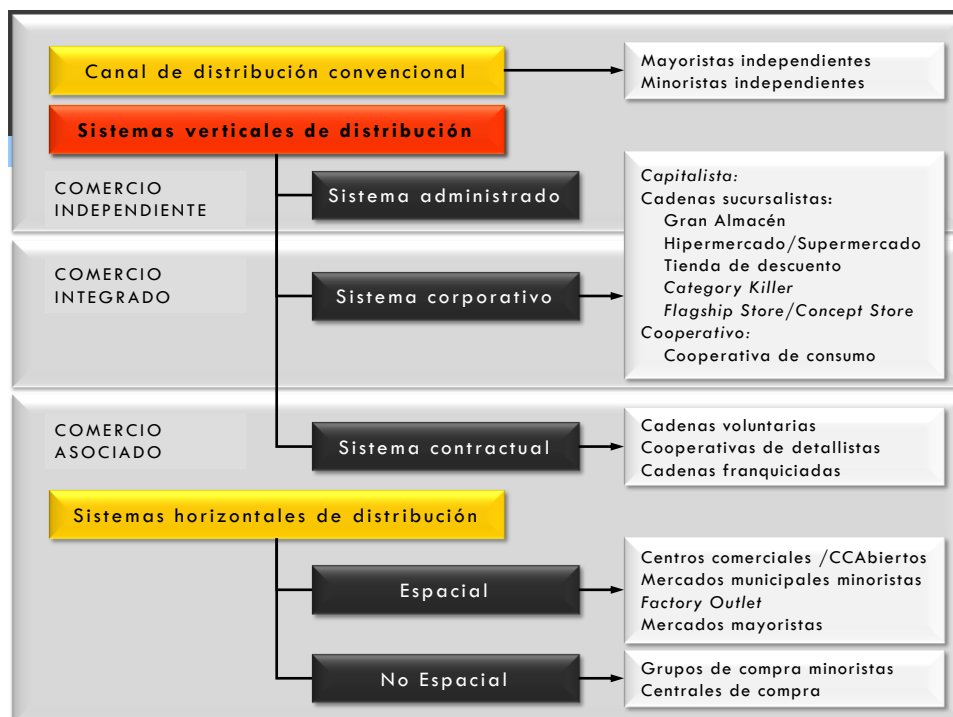 Canal de distribución convencional
Mayoristas independientes
Minoristas independientes
Sistemas verticales de distribución
COMERCIO
INDEPENDIENTE
Sistema administrado
COMERCIO
INTEGRADO
Sistema corporativo
Capitalista:
Cadenas sucursalistas:
Gran Almacén
Hipermercado/Supermercado
Tienda de descuento
Category Killer
Flagship Store/Concept Store
Cooperativo:
Cooperativa de consumo
COMERCIO
ASOCIADO
Sistema contractual
Cadenas voluntarias
Cooperativas de detallistas
Cadenas franquiciadas
Sistemas horizontales de distribución
Espacial
Centros comerciales /CCAbiertos
Mercados municipales minoristas
Factory Outlet
Mercados mayoristas
No Espacial
Grupos de compra minoristas
Centrales de compra